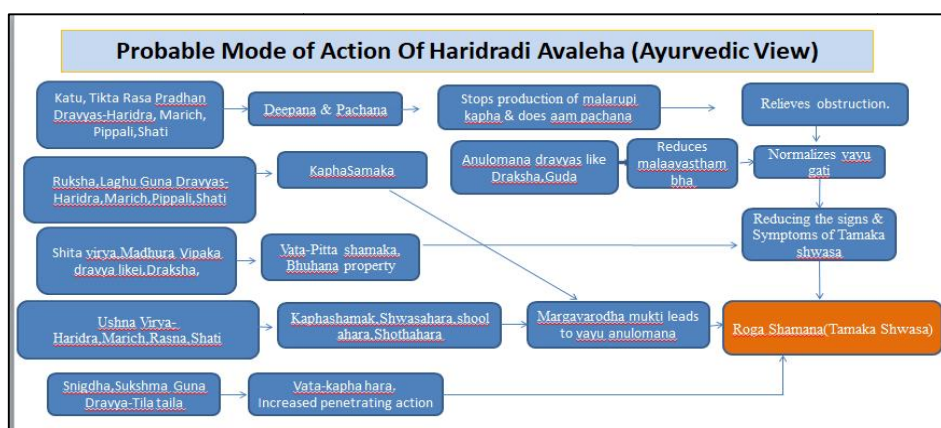 Probable Mode of Action Of Haridradi Avaleha (Ayurvedic View)
Katu, Tikta Rasa Pradhan
Dravyas-Haridra, Marich,
Pippali,Shati
Deepana & Pachana
Stops production of malarupi
kapha & does aam pachana
Relieves obstruction.
Ruksha,Laghu Guna Dravyas-
Haridra,Marich,Pippali,Shati
KaphaSamaka
Anulomana dravyas like
Draksha,Guda
Reduces
malaavastham
bha
Normalizes vayu
gati
Shita virya,Madhura Vipaka
dravya likei,Draksha,
Vata-Pitta shamaka,
Bhuhana property
Reducing the signs &
Symptoms of Tamaka
shwasa
Ushna Virya-
Haridra,Marich,Rasna,Shati
Kaphashamak,Shwasahara,shool
ahara,Shothahara
Margavarodha mukti leads
to vayu anulomana
Roga Shamana(Tamaka Shwasa)
Snigdha,Sukshma Guna
Dravya-Tila taila
Vata-kapha hara,
Increased penetrating action